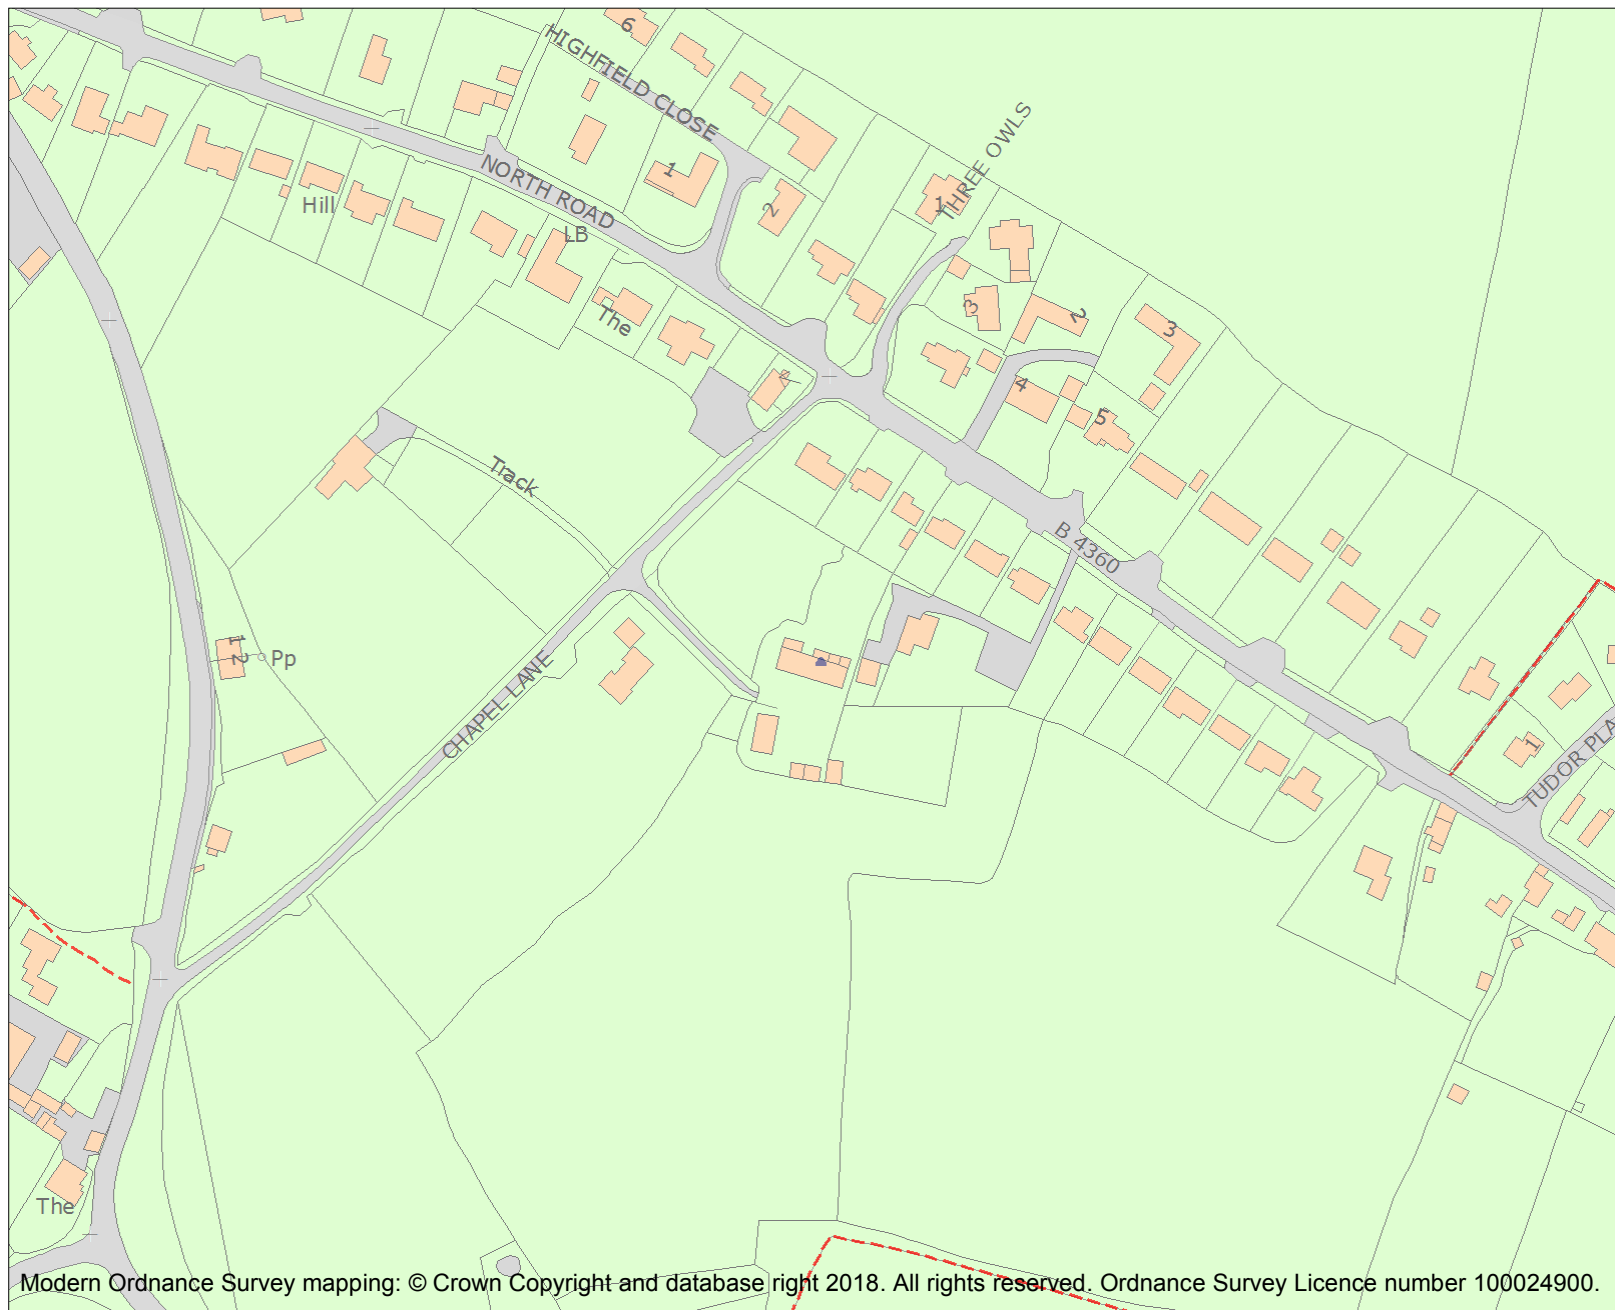 6
HIGHFIELD CLOSE
THREE OWLS
NORTH ROAD
1
2
1
Hill
LB
3
2
3
The
4
5
Track
B 4360
1
2
Pp
CHAPEL LANE
1
TUDOR PLA
The
Modern Ordnance Survey mapping: © Crown Copyright and database right 2018. All rights reserved. Ordnance Survey Licence number 100024900.